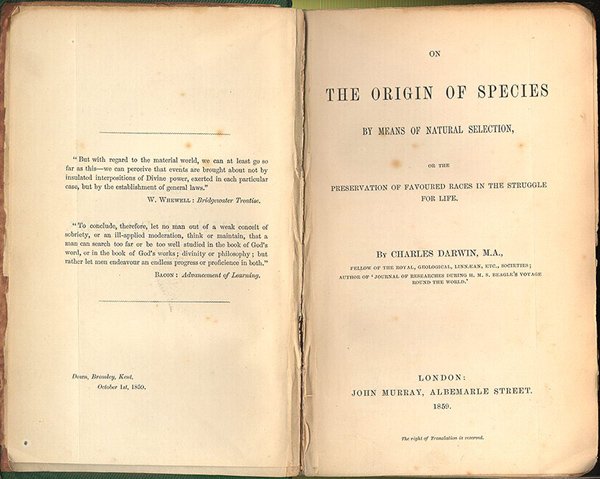 "But with regard to the material world, we can at least go so
far as this—we can perceive that events are brought about not by
insulated interpositions of Divine power, exerted in each particular
case, but by the establishment of general laws."
W. Whewell: Bridgewater Treatise.
"To conclude, therefore, let no man out of a weak conceit of
sobriety, or an ill-applied moderation, think or maintain, that a
man can search too far or be too well studied in the book of God's
word, or in the book of God's works; divinity or philosophy; but
rather let men endeavour an endless progress or proficience in both."
Bacon: Advancement of Learning.
Down, Bromley, Kent,
October 1st, 1859.
ON
THE ORIGIN OF SPECIES
BY MEANS OF NATURAL SELECTION,
OR THE
PRESERVATION OF FAVOURED RACES IN THE STRUGGLE
FOR LIFE.
By CHARLES DARWIN, M.A.,
FELLOW OF THE ROYAL, GEOLOGICAL, LINNÆAN, ETC., SOCIETIES;
AUTHOR OF 'JOURNAL OF RESEARCHES DURING H. M. S. BEAGLE'S VOYAGE
ROUND THE WORLD.'
LONDON:
JOHN MURRAY, ALBEMARLE STREET.
1859.
The right of Translation is reserved.